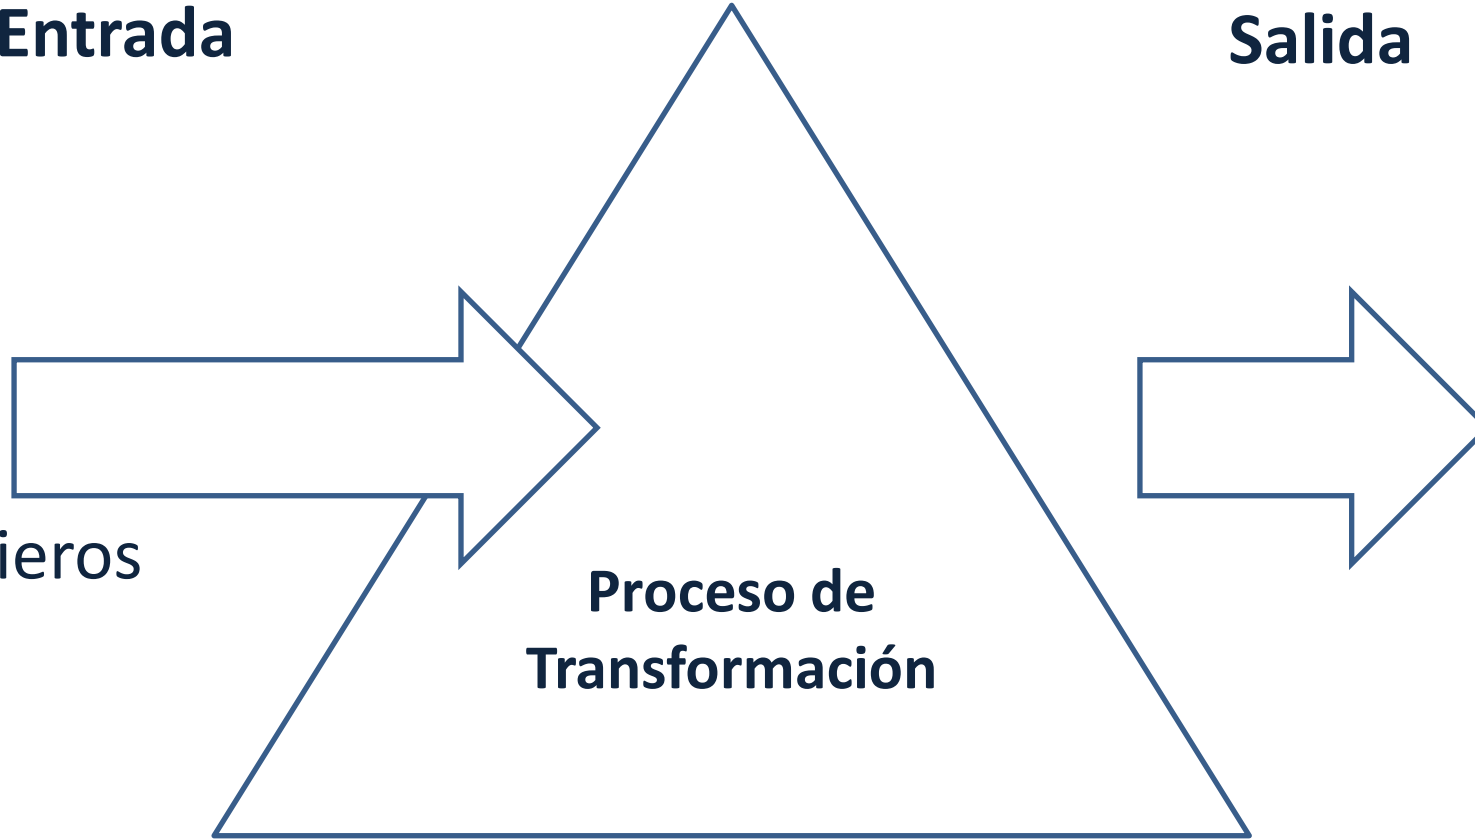 Entrada
Salida
ieros
Proceso de
Transformación